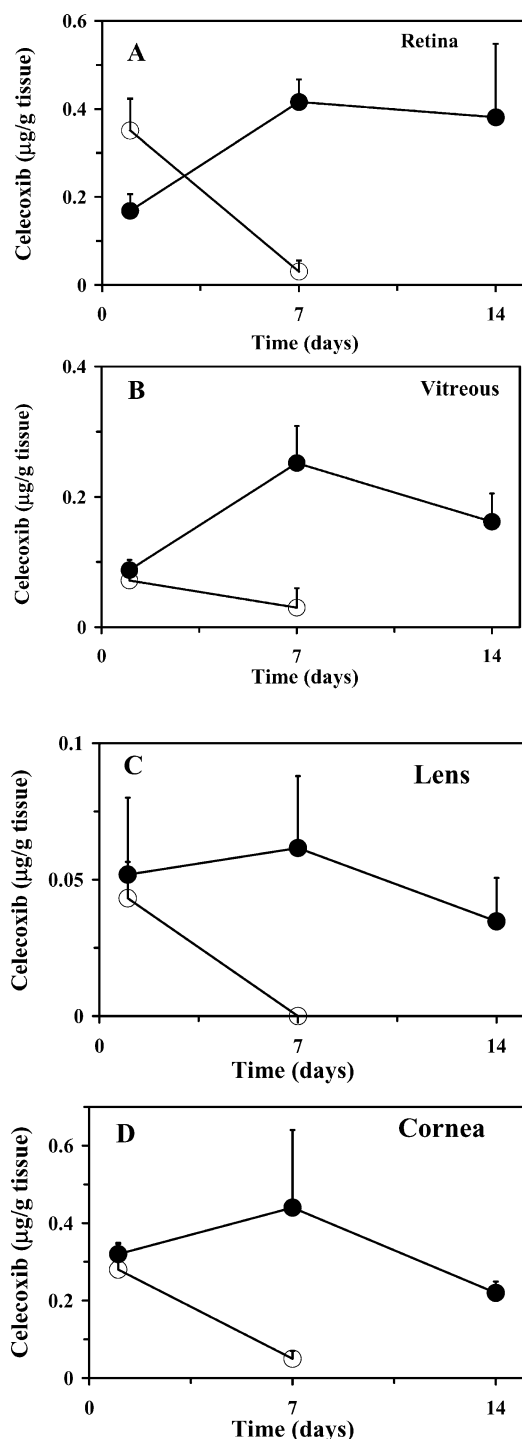 0.6
A
Retina
0.4
0.2
0
Celecoxib (µg/g tissue)
0
7
14
Time (days)
0.4
B
Vitreous
0.2
0
Celecoxib (µg/g tissue)
0
7
14
Time (days)
0.1
C
Lens
0.05
0
Celecoxib (µg/g tissue)
0
7
14
Time (days)
D
Cornea
0.6
0.4
0.2
0
Celecoxib (µg/g tissue)
0
7
14
Time (days)